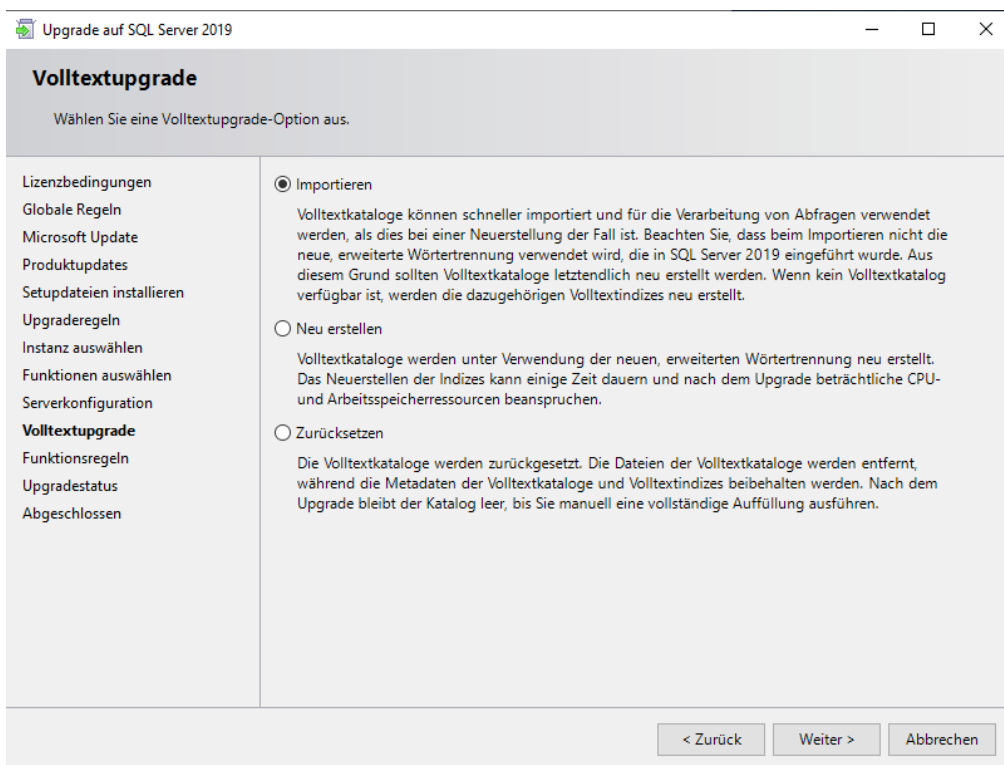 Upgrade auf SQL Server 2019
Volltextupgrade
Wählen Sie eine Volltextupgrade-Option aus.
Lizenzbedingungen
Globale Regeln
Microsoft Update
Produktupdates
Setupdateien installieren
Upgraderegeln
Instanz auswählen
Funktionen auswählen
Serverkonfiguration
Volltextupgrade
Funktionsregeln
Upgradestatus
Abgeschlossen
Importieren
Volltextkataloge können schneller importiert und für die Verarbeitung von Abfragen verwendet
werden, als dies bei einer Neuerstellung der Fall ist. Beachten Sie, dass beim Importieren nicht die
neue, erweiterte Wörtertrennung verwendet wird, die in SQL Server 2019 eingeführt wurde. Aus
diesem Grund sollten Volltextkataloge letztendlich neu erstellt werden. Wenn kein Volltextkatalog
verfügbar ist, werden die dazugehörigen Volltextindizes neu erstellt.
Neu erstellen
Volltextkataloge werden unter Verwendung der neuen, erweiterten Wörtertrennung neu erstellt.
Das Neuerstellen der Indizes kann einige Zeit dauern und nach dem Upgrade beträchtliche CPU-
und Arbeitsspeicherressourcen beanspruchen.
Zurücksetzen
Die Volltextkataloge werden zurückgesetzt. Die Dateien der Volltextkataloge werden entfernt,
während die Metadaten der Volltextkataloge und Volltextindizes beibehalten werden. Nach dem
Upgrade bleibt der Katalog leer, bis Sie manuell eine vollständige Auffüllung ausführen.
< Zurück
Weiter >
Abbrechen